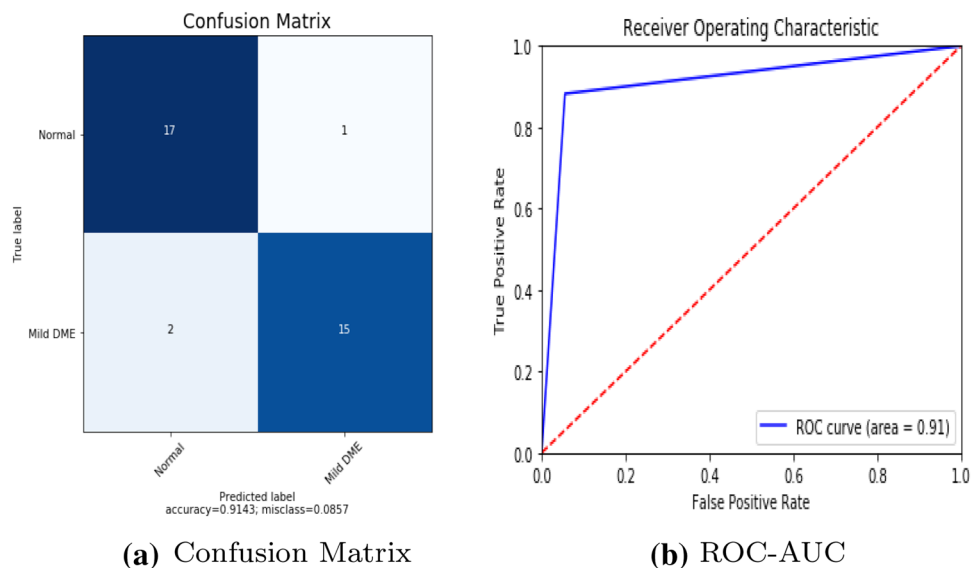 Confusion Matrix
Normal
17
1
True label
Mild DME
2
15
Normal
Mild DME
Predicted label
accuracy=0.9143; misclass=0.0857
(a) Confusion Matrix
Receiver Operating Characteristic
1.0
0.8
0.6
0.4
0.2
0.0
True Positive Rate
ROC curve (area = 0.91)
0.0 0.2 0.4 0.6 0.8 1.0
False Positive Rate
(b) ROC-AUC